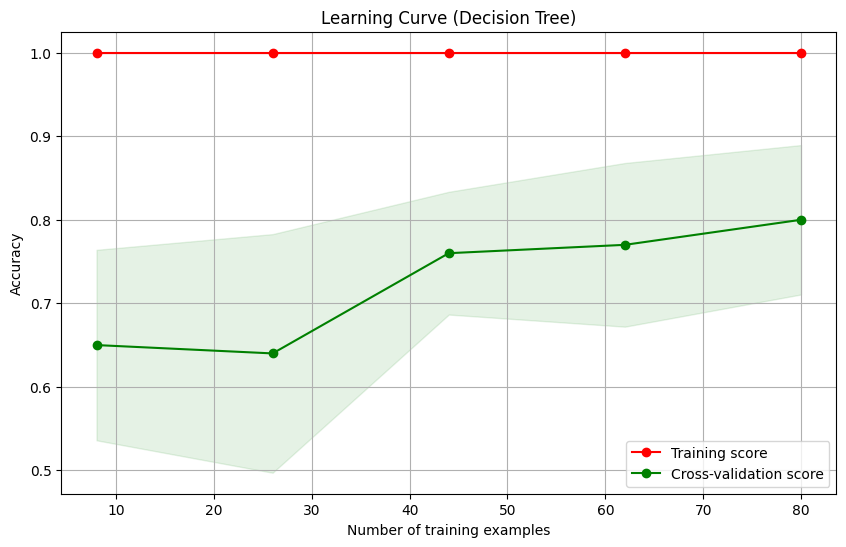 Learning Curve (Decision Tree)
1.0
0.9
0.8
0.7
0.6
0.5
Accuracy
10 20 30 40 50 60 70 80
Number of training examples
Training score
Cross-validation score